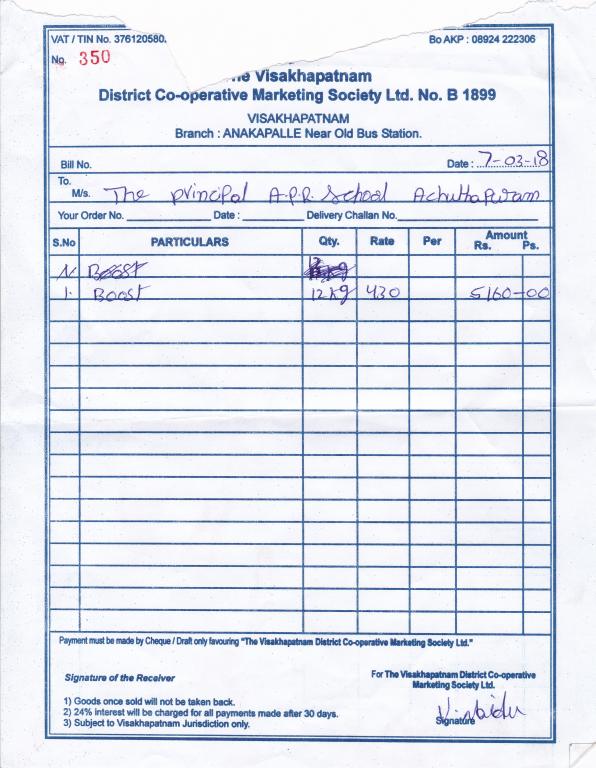 VAT / TIN No. 376120580. Bo AKP : 08924 222306
No. 350
The Visakhapatnam
District Co-operative Marketing Society Ltd. No. B 1899
VISAKHAPATNAM
Branch : ANAKAPALLE Near Old Bus Station.
Bill No. Date : 7-03-18
To.
M/s. The principal A.P.R. School Achuthapuram
Your Order No. Date : Delivery Challan No.
S.No PARTICULARS Qty. Rate Per Amount Rs. Ps.
1. Boost
1. Boost 12 kg 430 5160-00
Payment must be made by Cheque / Draft only favouring "The Visakhapatnam District Co-operative Marketing Society Ltd."
Signature of the Receiver
For The Visakhapatnam District Co-operative
Marketing Society Ltd.
1) Goods once sold will not be taken back.
2) 24% interest will be charged for all payments made after 30 days.
3) Subject to Visakhapatnam Jurisdiction only.
Signature